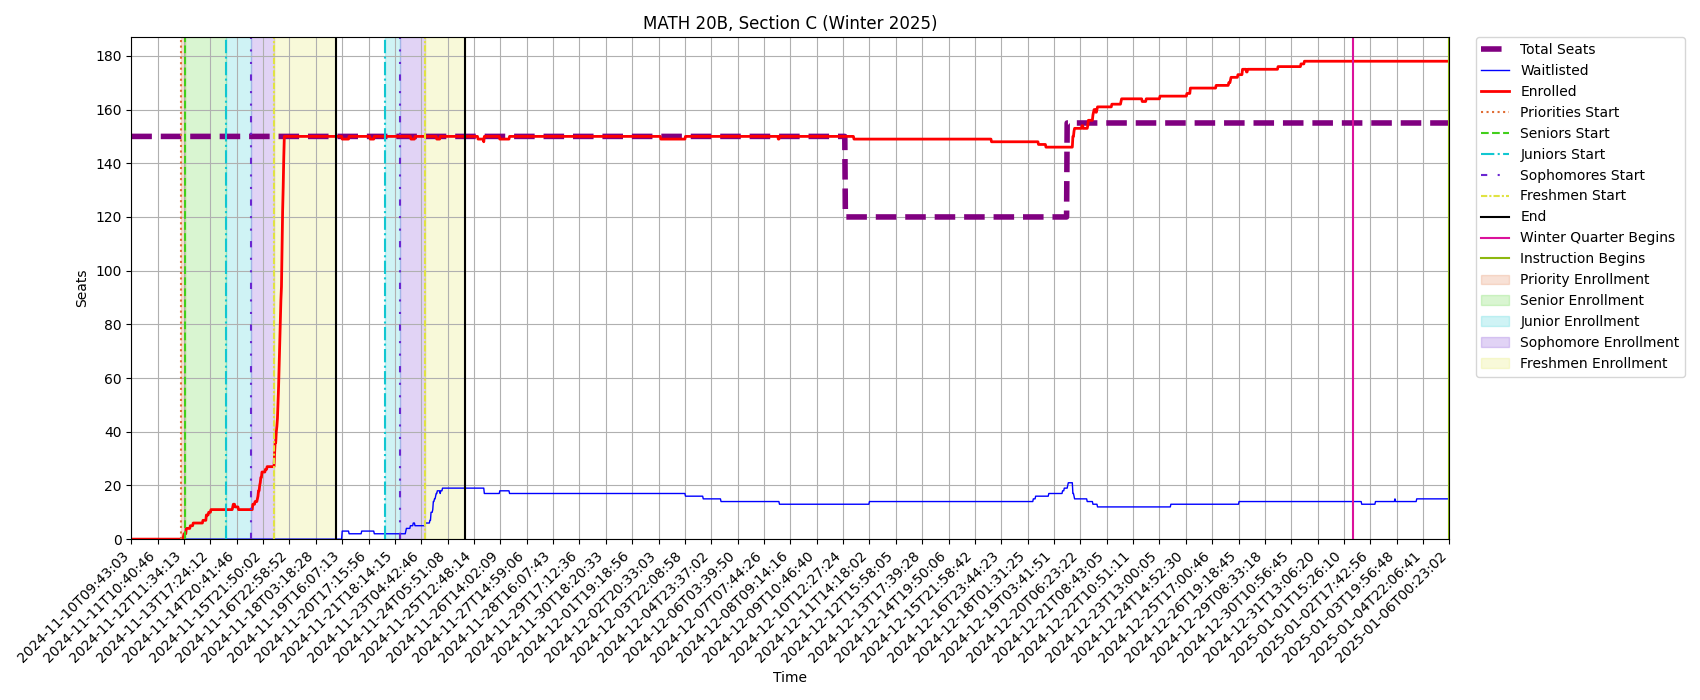 MATH 20B, Section C (Winter 2025)
Seats
180
160
140
120
100
80
60
40
20
0
2024-11-10T09:43:03
2024-11-11T10:40:46
2024-11-12T11:34:13
2024-11-13T17:24:12
2024-11-14T20:41:46
2024-11-15T21:50:02
2024-11-16T22:58:52
2024-11-18T03:18:28
2024-11-19T16:07:13
2024-11-20T17:15:56
2024-11-21T18:14:15
2024-11-23T04:42:46
2024-11-24T05:51:08
2024-11-25T12:48:14
2024-11-26T14:02:09
2024-11-27T14:59:06
2024-11-28T16:07:43
2024-11-29T17:12:36
2024-11-30T18:20:33
2024-12-01T19:18:56
2024-12-02T20:33:03
2024-12-03T22:08:58
2024-12-04T23:37:02
2024-12-06T03:39:50
2024-12-07T07:44:26
2024-12-08T09:14:16
2024-12-09T10:46:40
2024-12-10T12:27:24
2024-12-11T14:18:02
2024-12-13T15:58:05
2024-12-13T17:39:28
2024-12-14T19:50:06
2024-12-15T21:58:42
2024-12-16T23:44:23
2024-12-18T01:31:25
2024-12-19T03:41:51
2024-12-20T06:23:22
2024-12-21T08:43:05
2024-12-22T10:51:11
2024-12-23T13:00:05
2024-12-24T14:52:30
2024-12-25T17:00:46
2024-12-26T19:18:45
2024-12-29T08:33:18
2024-12-30T10:56:45
2024-12-31T13:06:20
2025-01-01T15:26:10
2025-01-02T17:42:56
2025-01-03T19:56:48
2025-01-04T22:06:41
2025-01-06T00:23:02
Time
Total Seats
Waitlisted
Enrolled
Priorities Start
Seniors Start
Juniors Start
Sophomores Start
Freshmen Start
End
Winter Quarter Begins
Instruction Begins
Priority Enrollment
Senior Enrollment
Junior Enrollment
Sophomore Enrollment
Freshmen Enrollment